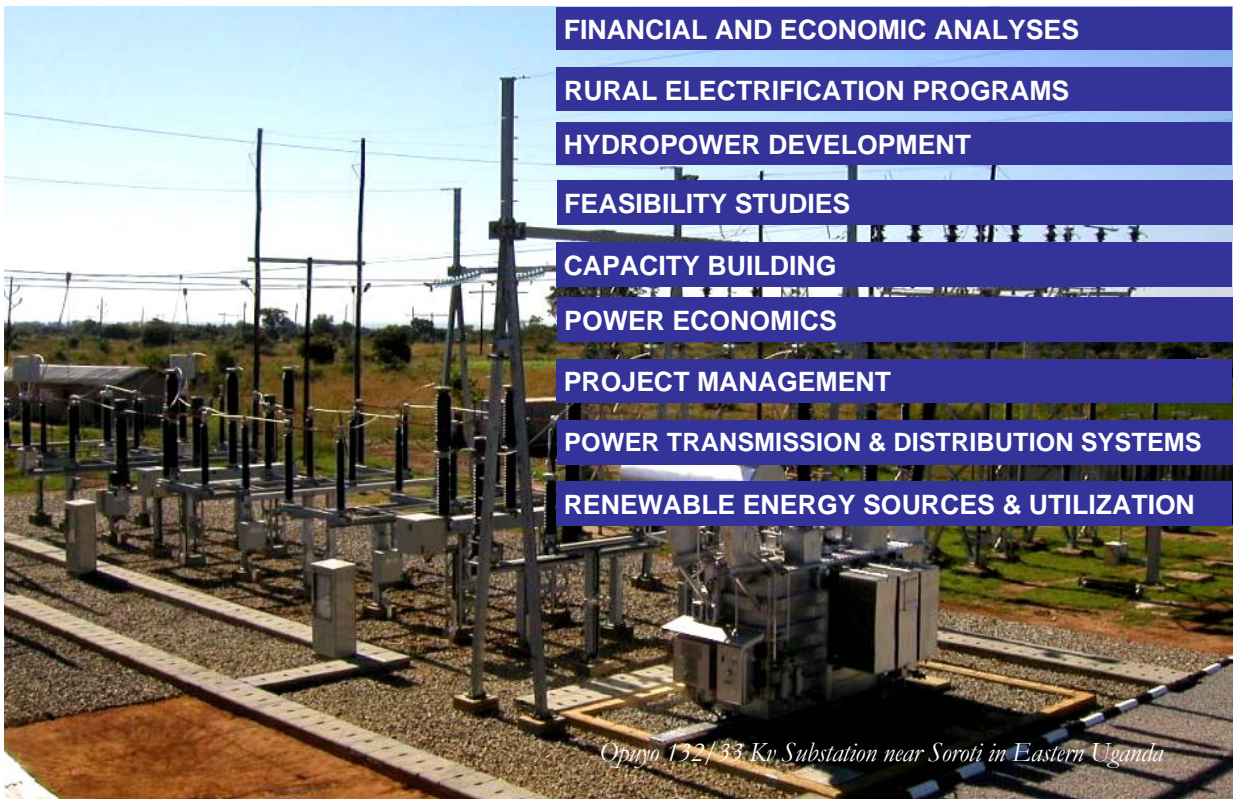 FINANCIAL AND ECONOMIC ANALYSES
RURAL ELECTRIFICATION PROGRAMS
HYDROPOWER DEVELOPMENT
FEASIBILITY STUDIES
CAPACITY BUILDING
POWER ECONOMICS
PROJECT MANAGEMENT
POWER TRANSMISSION & DISTRIBUTION SYSTEMS
RENEWABLE ENERGY SOURCES & UTILIZATION
Opuyo 132/33 Kv Substation near Soroti in Eastern Uganda